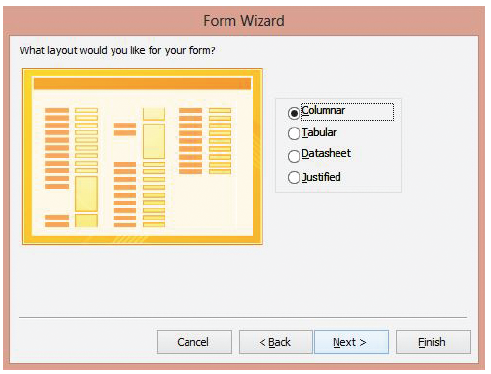 Form Wizard
What layout would you like for your form?
Columnar
Tabular
Datasheet
Justified
Cancel
< Back
Next >
Finish